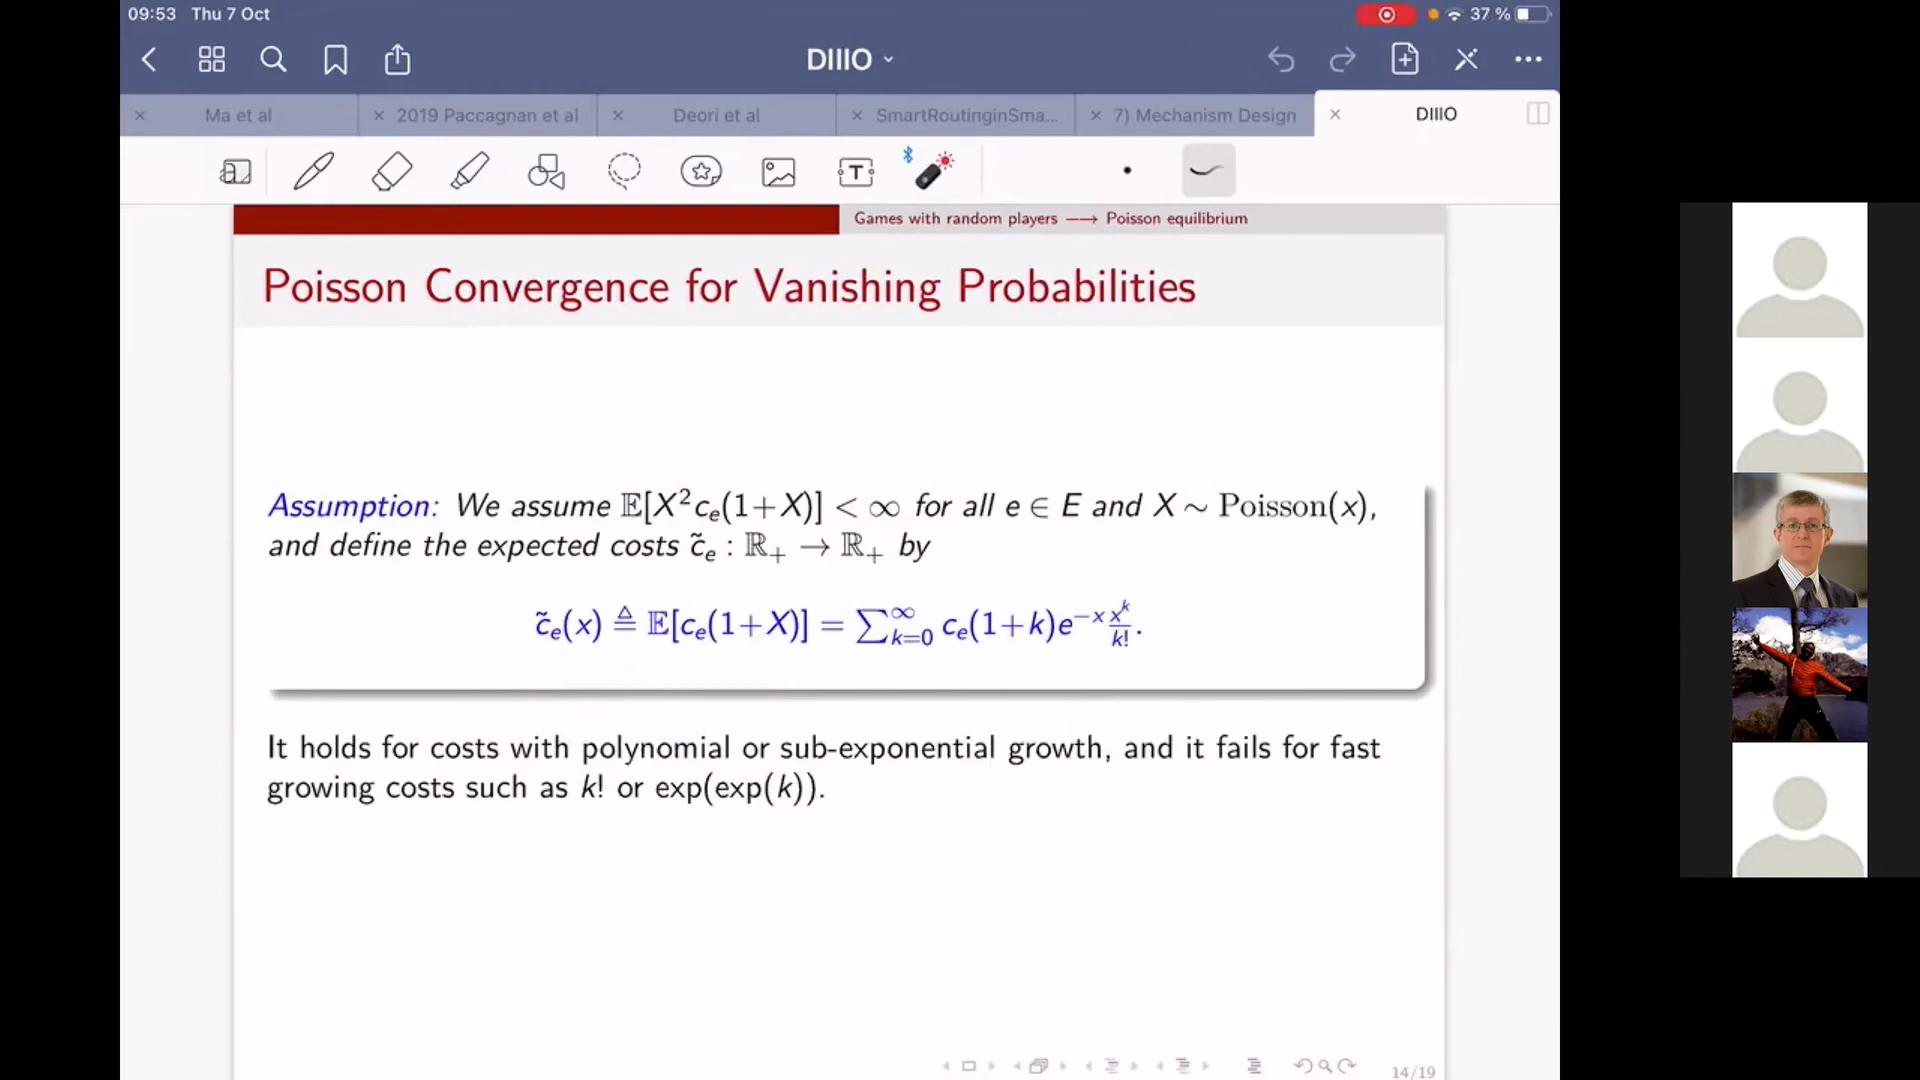 09:53 Thu 7 Oct
37 %
DIIIO
Ma et al
2019 Paccagnan et al
Deori et al
SmartRoutinginSma...
7) Mechanism Design
DIIIO
Games with random players ⟶ Poisson equilibrium
Poisson Convergence for Vanishing Probabilities
Assumption: We assume 𝔼[X²cₑ(1+X)] < ∞ for all e ∈ E and X ∼ Poisson(x),
and define the expected costs c̃ₑ : ℝ₊ → ℝ₊ by
c̃ₑ(x) ≜ 𝔼[cₑ(1+X)] = ∑_{k=0}^{∞} cₑ(1+k)e^{−x} x^k/k!.
It holds for costs with polynomial or sub-exponential growth, and it fails for fast
growing costs such as k! or exp(exp(k)).
14/19